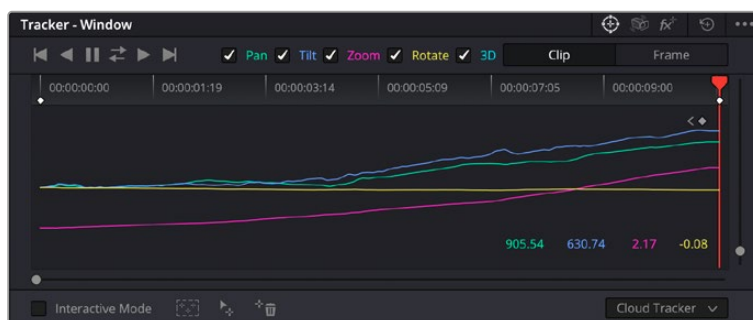 Tracker - Window
Pan Tilt Zoom Rotate 3D Clip Frame
00:00:00:00 00:00:01:19 00:00:03:14 00:00:05:09 00:00:07:05 00:00:09:00
905.54 630.74 2.17 -0.08
Interactive Mode Cloud Tracker